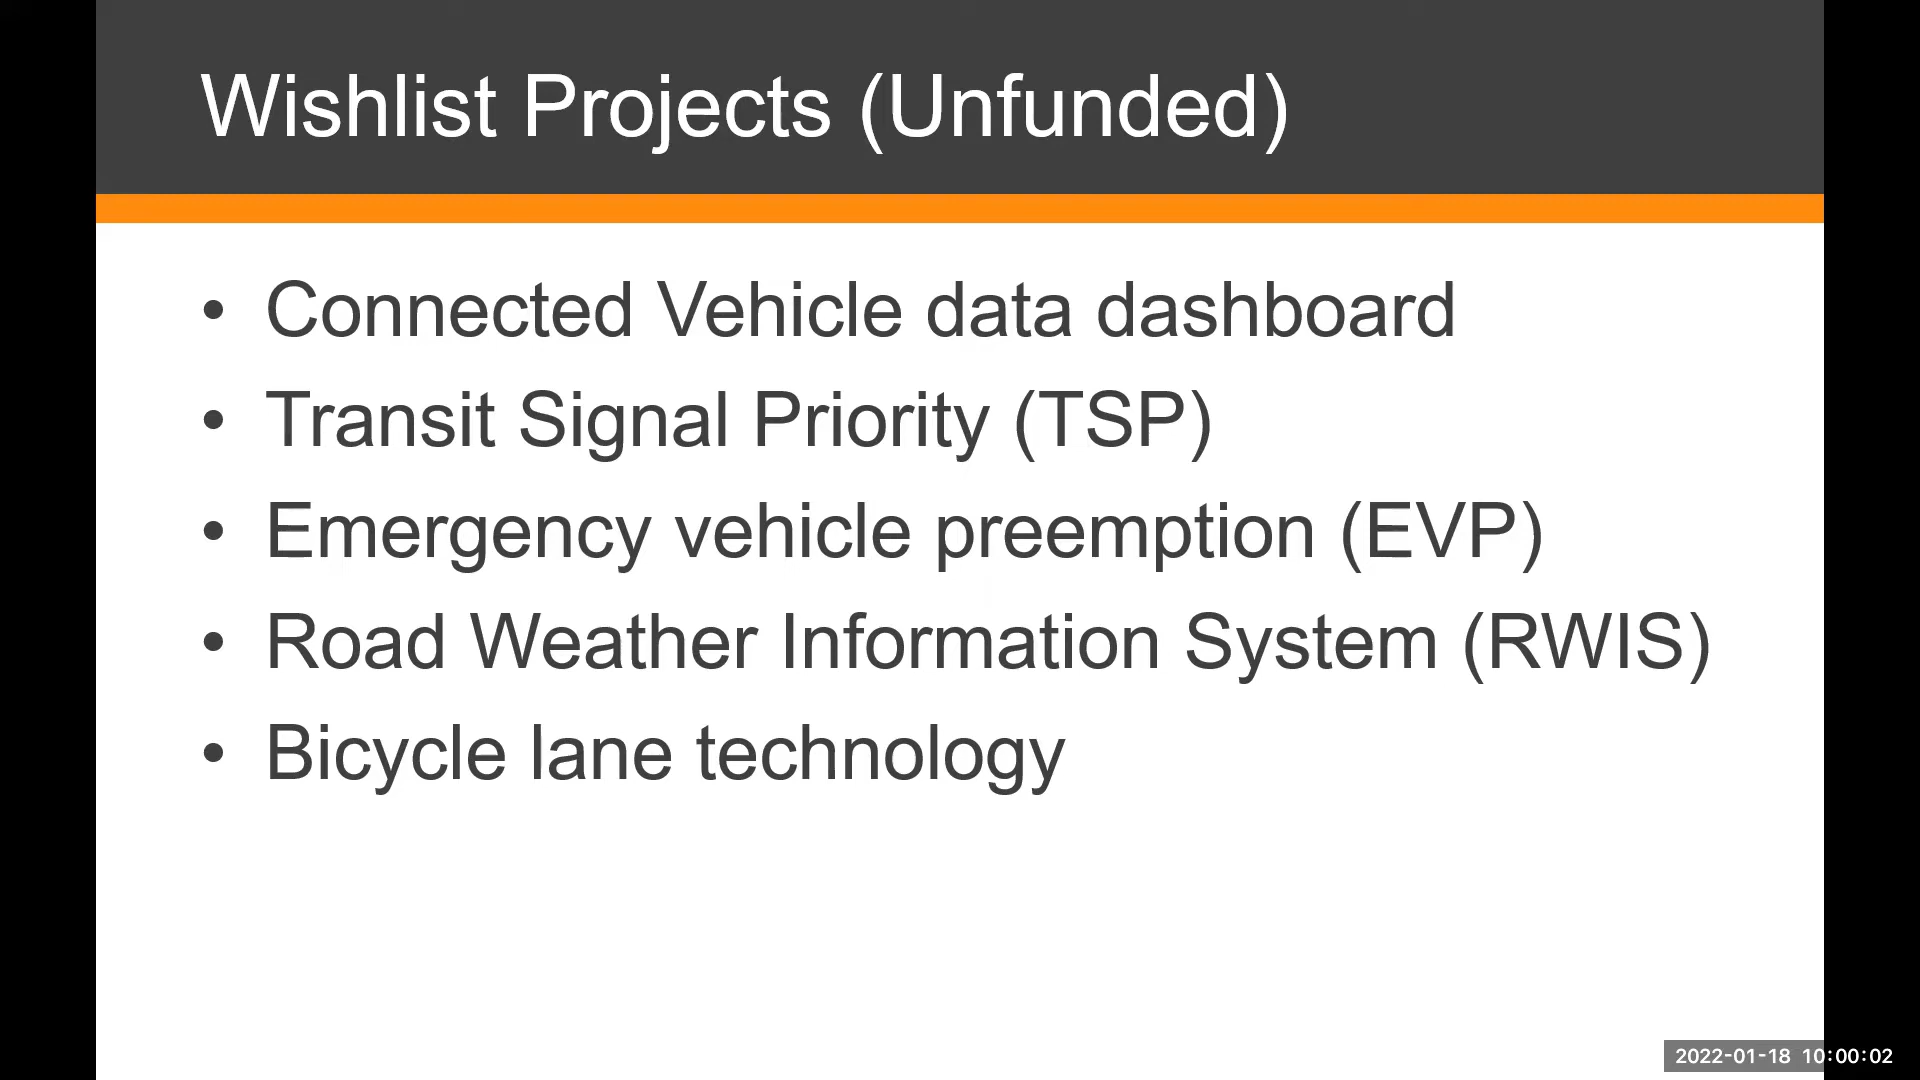 Wishlist Projects (Unfunded)
• Connected Vehicle data dashboard
• Transit Signal Priority (TSP)
• Emergency vehicle preemption (EVP)
• Road Weather Information System (RWIS)
• Bicycle lane technology
2022-01-18 10:00:02